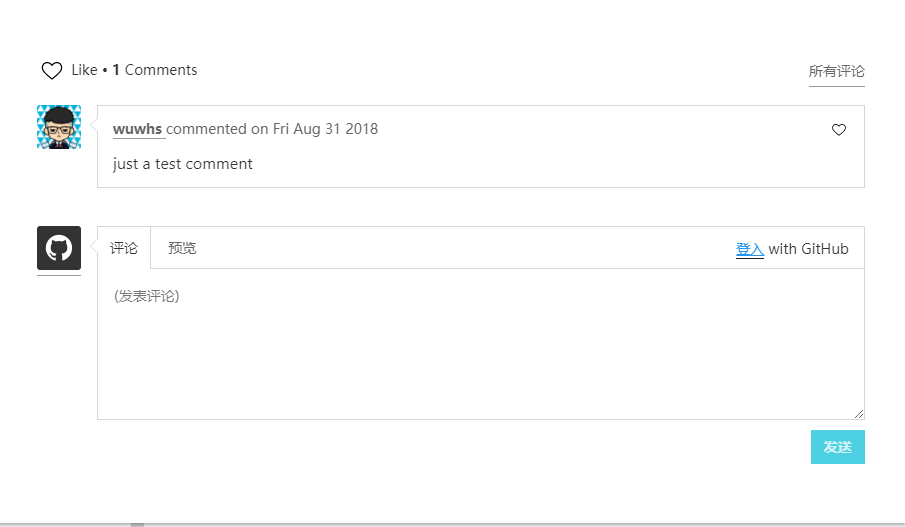 Like • 1 Comments
所有评论
wuwhs commented on Fri Aug 31 2018
just a test comment
评论 预览 登入 with GitHub
(发表评论)
发送